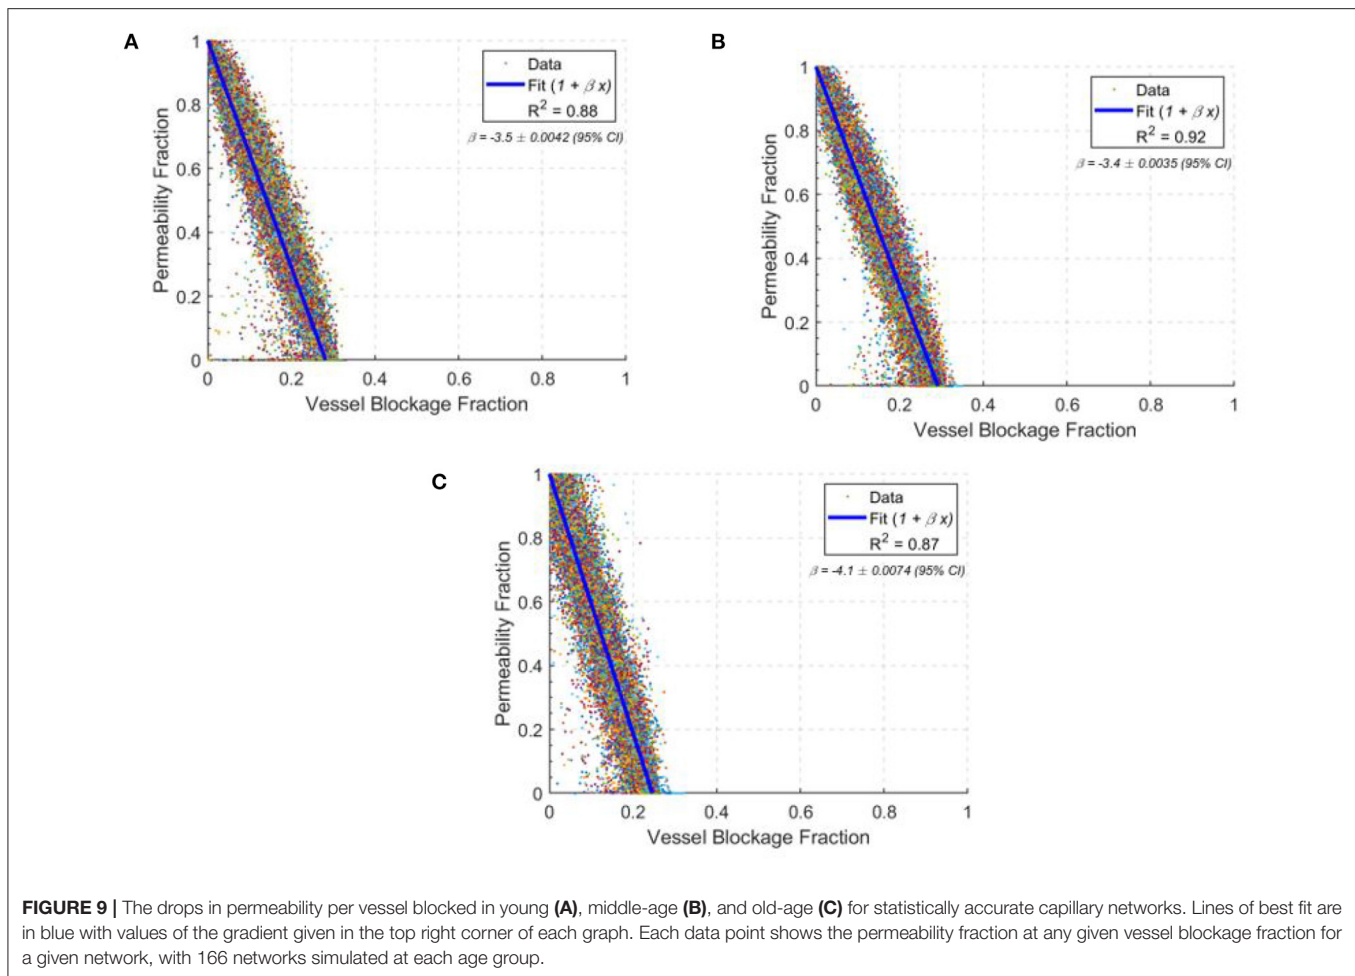 A
1
0.8
0.6
0.4
0.2
0
0 0.2 0.4 0.6 0.8 1
Permeability Fraction
Vessel Blockage Fraction
Data
Fit (1 + β x)
R² = 0.88
β = -3.5 ± 0.0042 (95% CI)
B
1
0.8
0.6
0.4
0.2
0
0 0.2 0.4 0.6 0.8 1
Permeability Fraction
Vessel Blockage Fraction
Data
Fit (1 + β x)
R² = 0.92
β = -3.4 ± 0.0035 (95% CI)
C
1
0.8
0.6
0.4
0.2
0
0 0.2 0.4 0.6 0.8 1
Permeability Fraction
Vessel Blockage Fraction
Data
Fit (1 + β x)
R² = 0.87
β = -4.1 ± 0.0074 (95% CI)
FIGURE 9 | The drops in permeability per vessel blocked in young (A), middle-age (B), and old-age (C) for statistically accurate capillary networks. Lines of best fit are
in blue with values of the gradient given in the top right corner of each graph. Each data point shows the permeability fraction at any given vessel blockage fraction for
a given network, with 166 networks simulated at each age group.